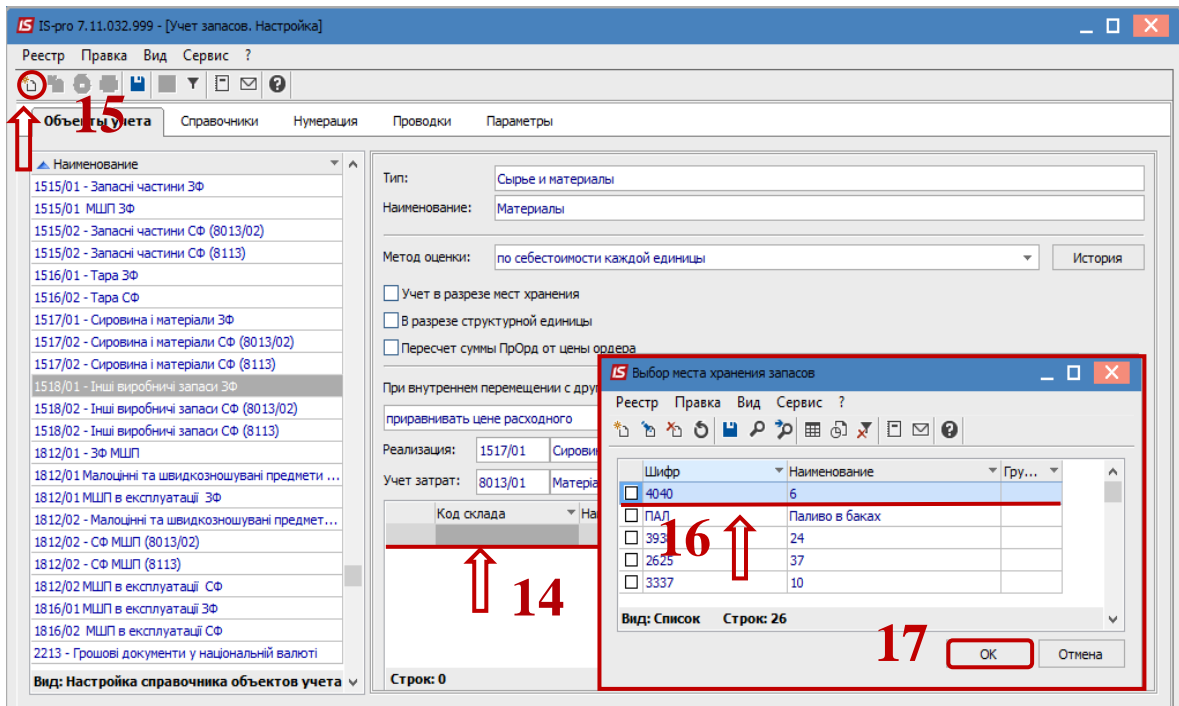 IS-pro 7.11.032.999 - [Учет запасов. Настройка]
Реестр Правка Вид Сервис ?
15
Объекты учета Справочники Нумерация Проводки Параметры
Наименование
1515/01 - Запасні частини ЗФ
1515/01 МШП ЗФ
1515/02 - Запасні частини СФ (8013/02)
1515/02 - Запасні частини СФ (8113)
1516/01 - Тара ЗФ
1516/02 - Тара СФ
1517/01 - Сировина і матеріали ЗФ
1517/02 - Сировина і матеріали СФ (8013/02)
1517/02 - Сировина і матеріали СФ (8113)
1518/01 - Інші виробничі запаси ЗФ
1518/02 - Інші виробничі запаси СФ (8013/02)
1518/02 - Інші виробничі запаси СФ (8113)
1812/01 - ЗФ МШП
1812/01 Малоцінні та швидкозношувані предмети ...
1812/01 МШП в експлуатації ЗФ
1812/02 - Малоцінні та швидкозношувані предмет...
1812/02 - СФ МШП (8013/02)
1812/02 - СФ МШП (8113)
1812/02 МШП в експлуатації СФ
1816/01 МШП в експлуатації ЗФ
1816/02 МШП в експлуатації СФ
2213 - Грошові документи у національній валюті
Вид: Настройка справочника объектов учета
Тип: Сырье и материалы
Наименование: Материалы
Метод оценки: по себестоимости каждой единицы История
Учет в разрезе мест хранения
В разрезе структурной единицы
Пересчет суммы ПрОрд от цены ордера
При внутреннем перемещении с друг
приравнивать цене расходного
Реализация: 1517/01 Сировин
Учет затрат: 8013/01 Матеріа
Код склада На
14
Строк: 0
Выбор места хранения запасов
Реестр Правка Вид Сервис ?
Шифр Наименование Гру...
4040 6
ПАЛ Паливо в баках
3938 24
2625 37
3337 10
16
Вид: Список Строк: 26
17
OK Отмена